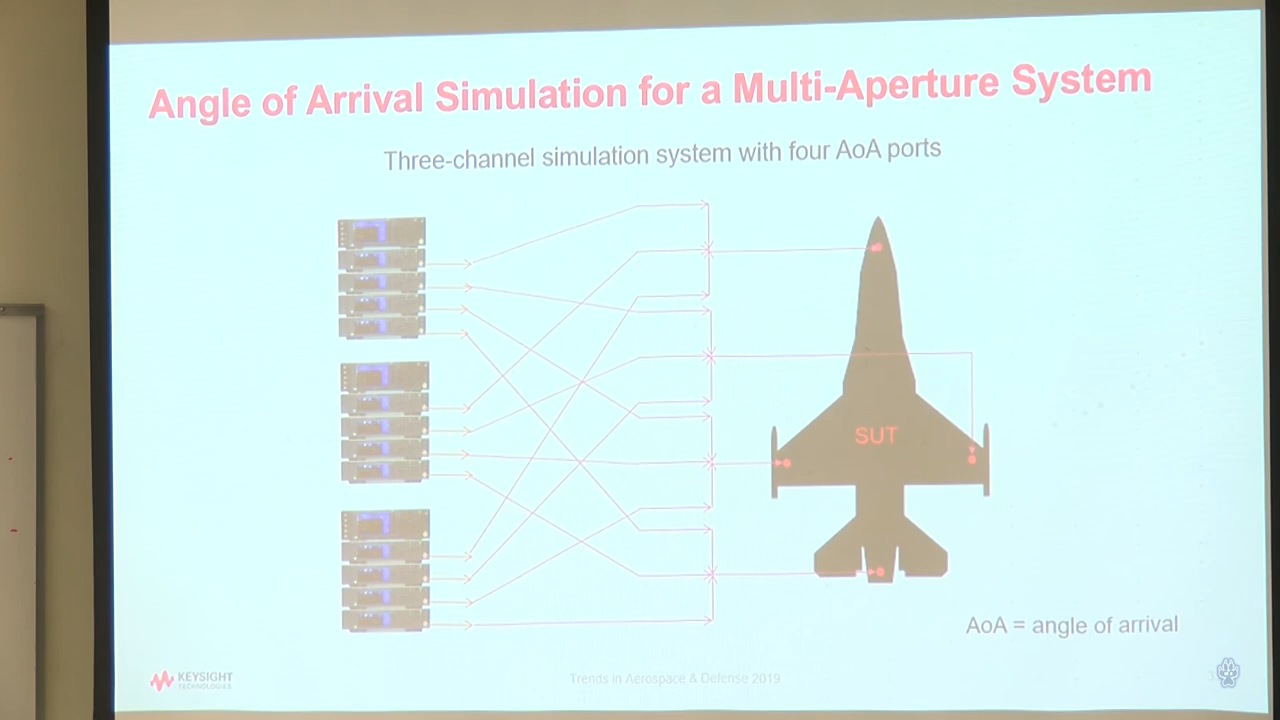 Angle of Arrival Simulation for a Multi-Aperture System
Three-channel simulation system with four AoA ports
SUT
AoA = angle of arrival
KEYSIGHT
TECHNOLOGIES
Trends in Aerospace & Defense 2019